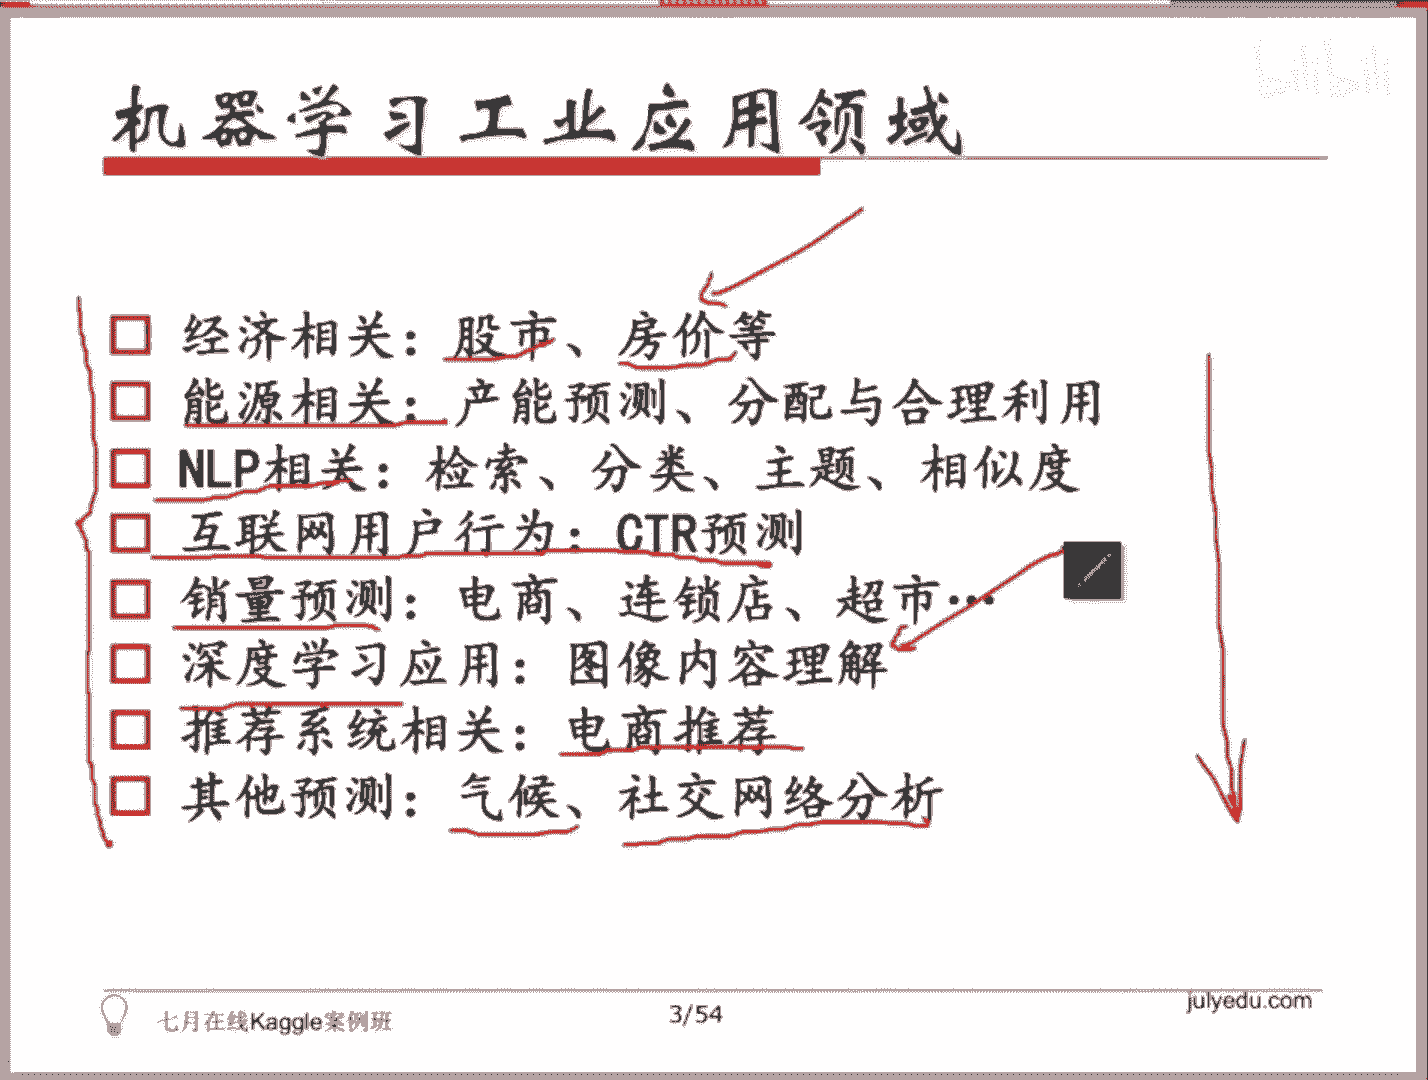 bilibili
机器学习工业应用领域
经济相关：股市、房价等
能源相关：产能预测、分配与合理利用
NLP相关：检索、分类、主题、相似度
互联网用户行为：CTR预测
销量预测：电商、连锁店、超市…
深度学习应用：图像内容理解
推荐系统相关：电商推荐
其他预测：气候、社交网络分析
七月在线Kaggle案例班
3/54
julyedu.com